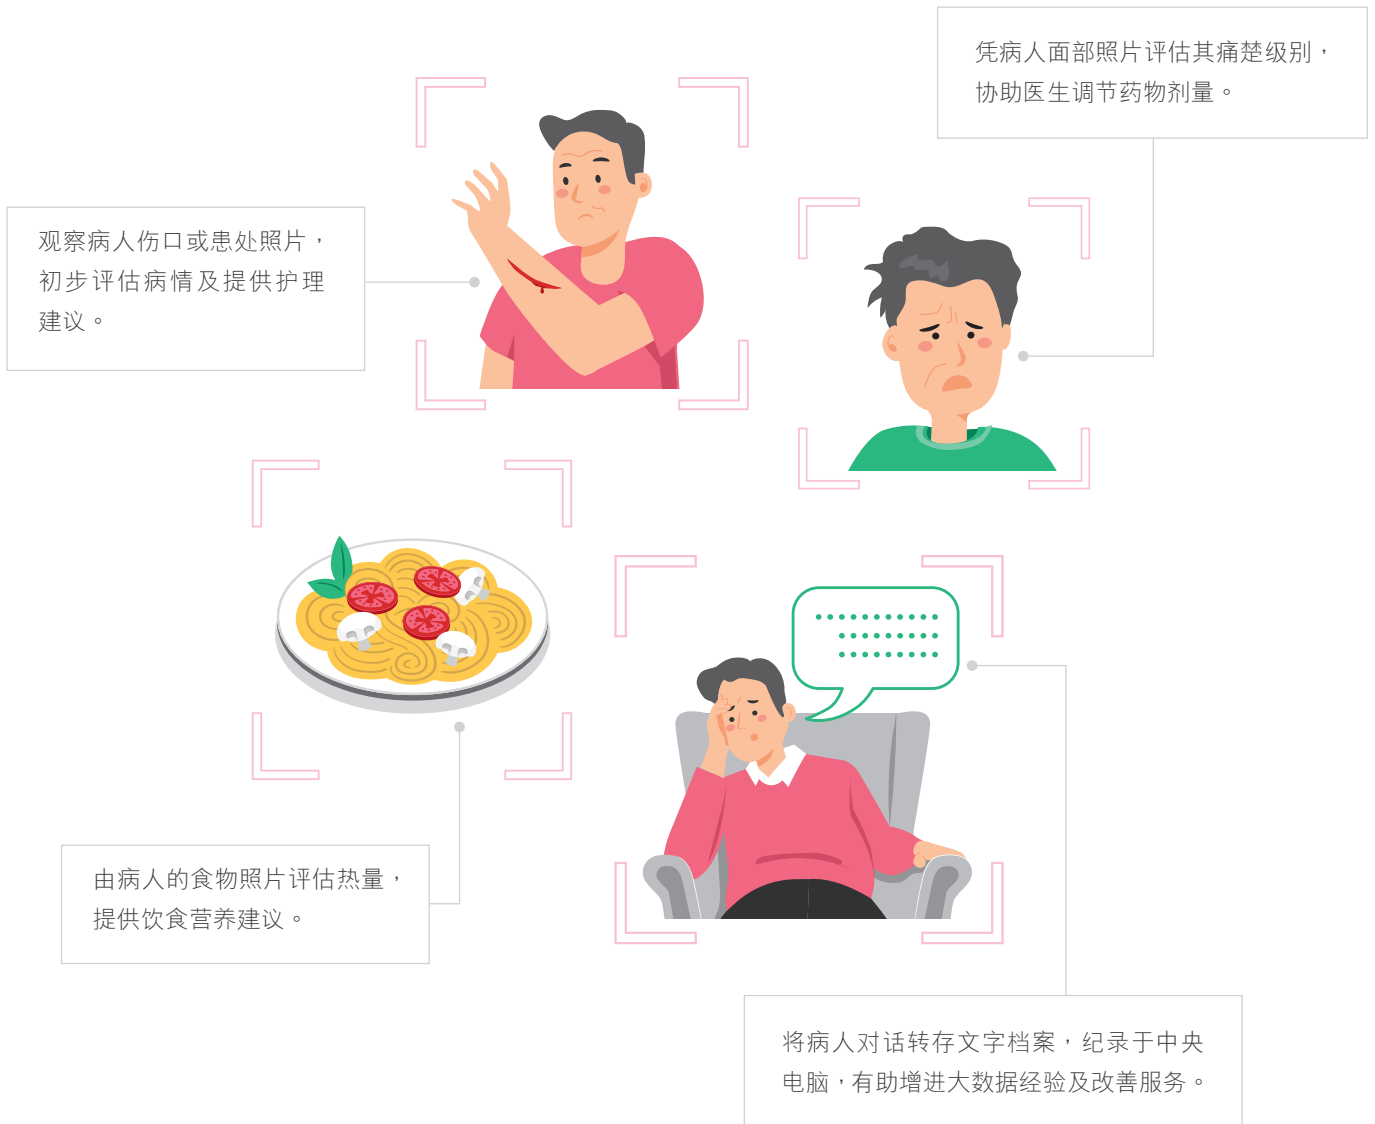 凭病人面部照片评估其痛楚级别，
协助医生调节药物剂量。
观察病人伤口或患处照片，
初步评估病情及提供护理
建议。
由病人的食物照片评估热量，
提供饮食营养建议。
将病人对话转存文字档案，纪录于中央
电脑，有助增进大数据经验及改善服务。